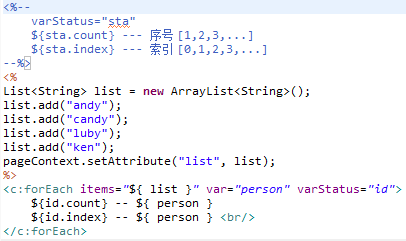 <%--
varStatus="sta"
${sta.count} --- 序号 [1,2,3,...]
${sta.index} --- 索引 [0,1,2,3,...]
--%>
<%
List<String> list = new ArrayList<String>();
list.add("andy");
list.add("candy");
list.add("luby");
list.add("ken");
pageContext.setAttribute("list", list);
%>
<c:forEach items="${ list }" var="person" varStatus="id">
${id.count} -- ${ person }
${id.index} -- ${ person } <br/>
</c:forEach>